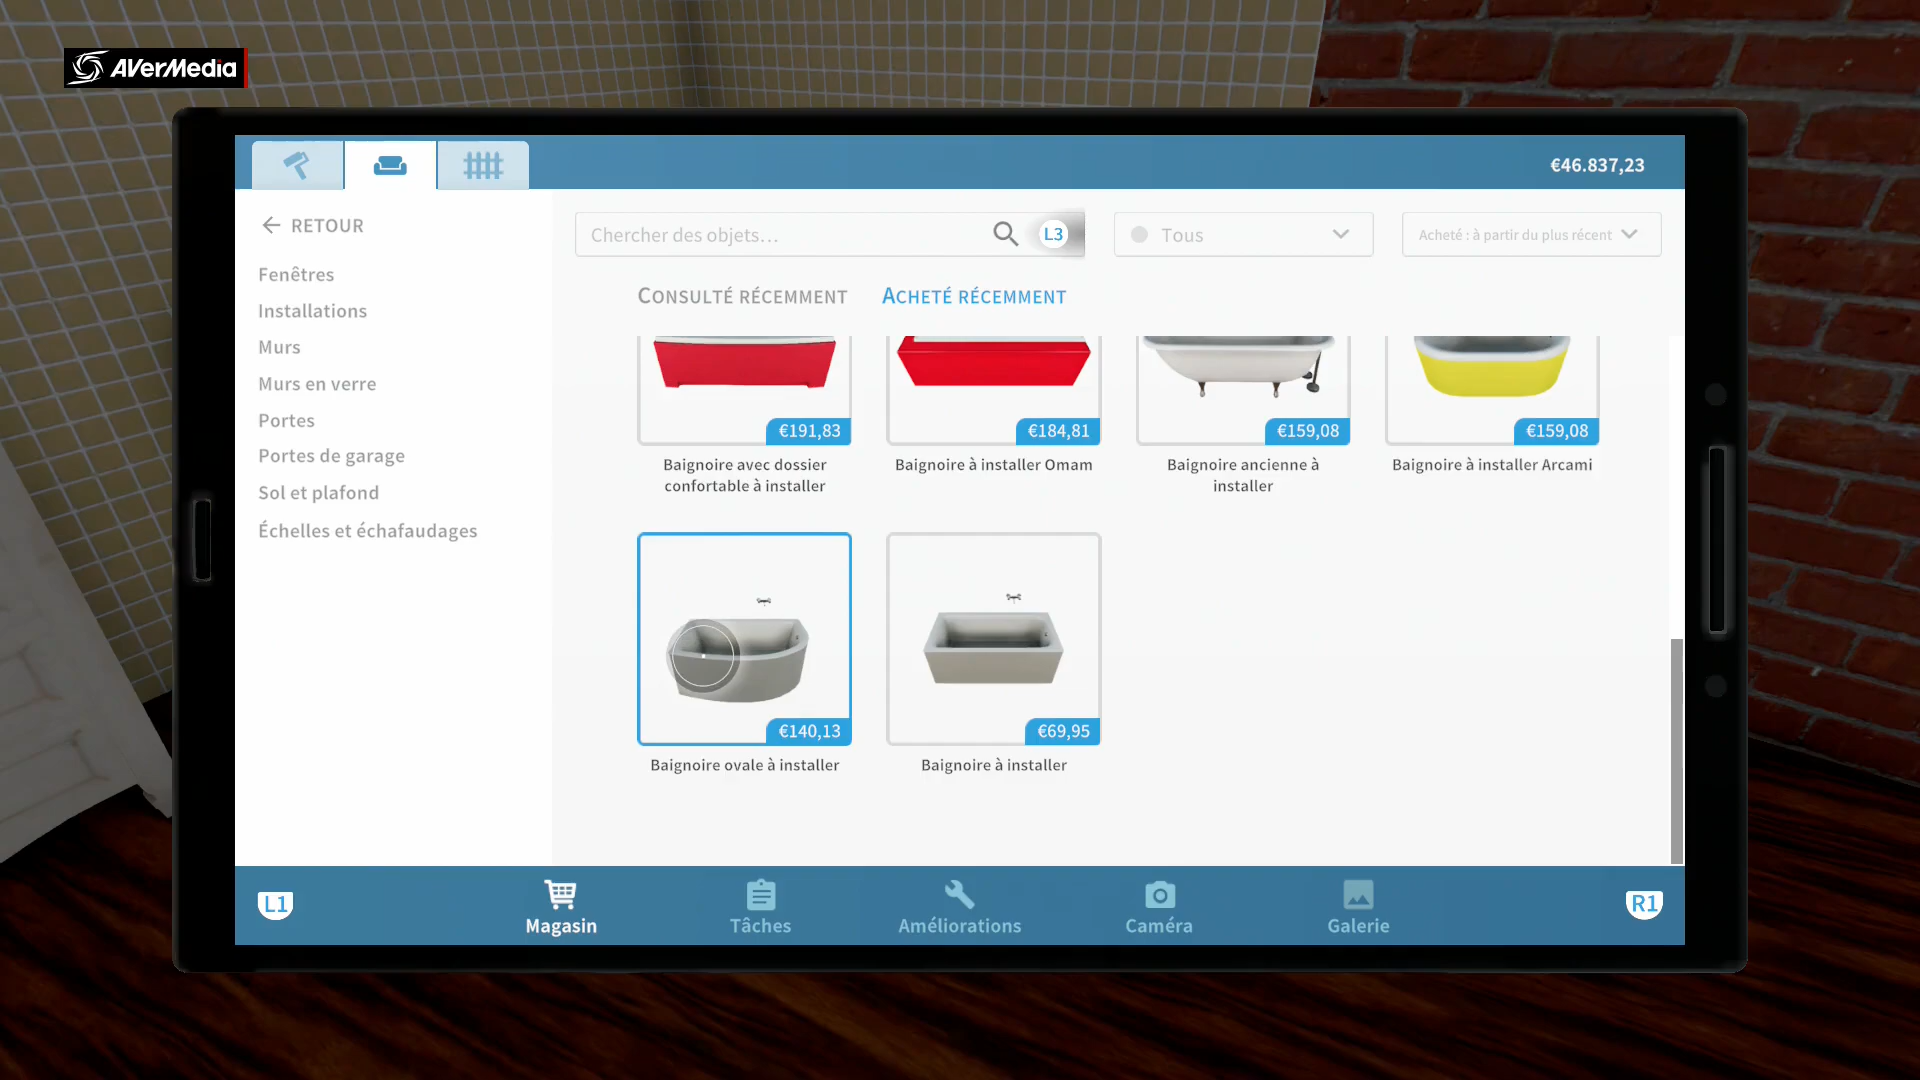 AVerMedia
€46.837,23
RETOUR
Fenêtres
Installations
Murs
Murs en verre
Portes
Portes de garage
Sol et plafond
Échelles et échafaudages
Chercher des objets...
L3
Tous
Acheté : à partir du plus récent
CONSULTÉ RÉCEMMENT
ACHETÉ RÉCEMMENT
€191,83
€184,81
€159,08
€159,08
Baignoire avec dossier
confortable à installer
Baignoire à installer Omam
Baignoire ancienne à
installer
Baignoire à installer Arcami
€140,13
€69,95
Baignoire ovale à installer
Baignoire à installer
L1
Magasin
Tâches
Améliorations
Caméra
Galerie
R1